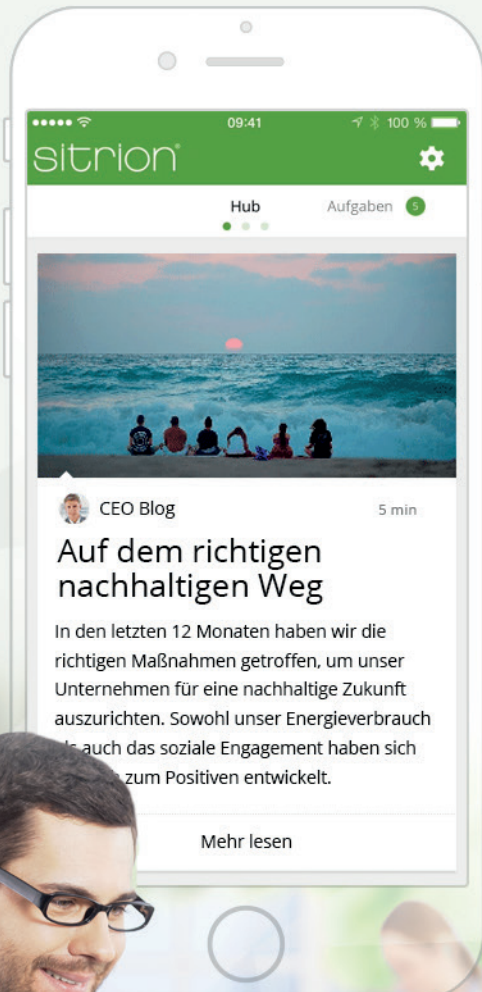 09:41
100 %
sitrion
Hub
Aufgaben 5
CEO Blog
5 min
Auf dem richtigen
nachhaltigen Weg
In den letzten 12 Monaten haben wir die
richtigen Maßnahmen getroffen, um unser
Unternehmen für eine nachhaltige Zukunft
auszurichten. Sowohl unser Energieverbrauch
auch das soziale Engagement haben sich
zum Positiven entwickelt.
Mehr lesen